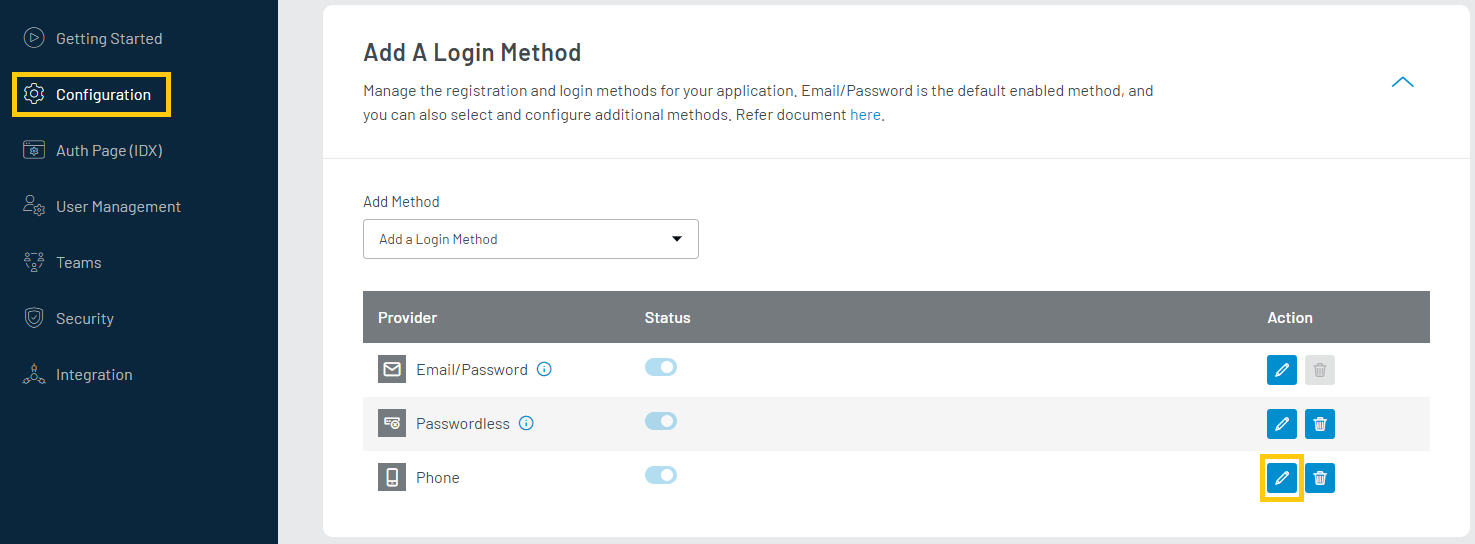 Getting Started
Configuration
Auth Page (IDX)
User Management
Teams
Security
Integration
Add A Login Method
Manage the registration and login methods for your application. Email/Password is the default enabled method, and
you can also select and configure additional methods. Refer document here.
Add Method
Add a Login Method
Provider Status Action
Email/Password
Passwordless
Phone